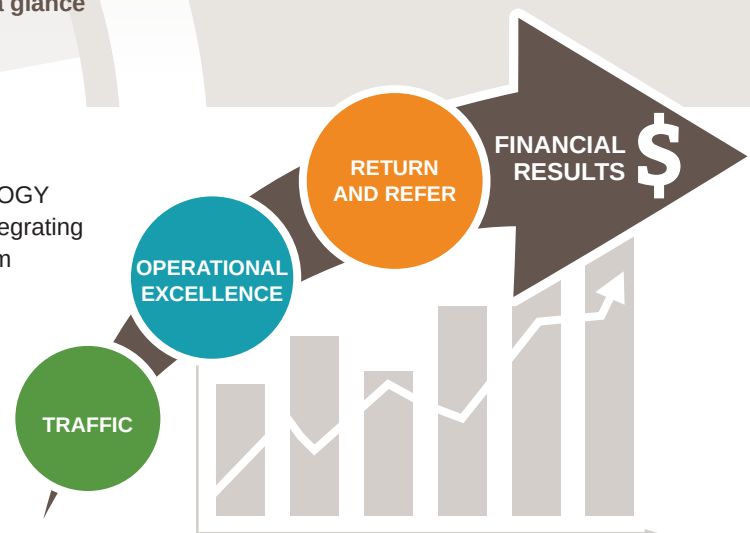 a glance
OGY
egrating
m
FINANCIAL
RESULTS $
RETURN
AND REFER
OPERATIONAL
EXCELLENCE
TRAFFIC